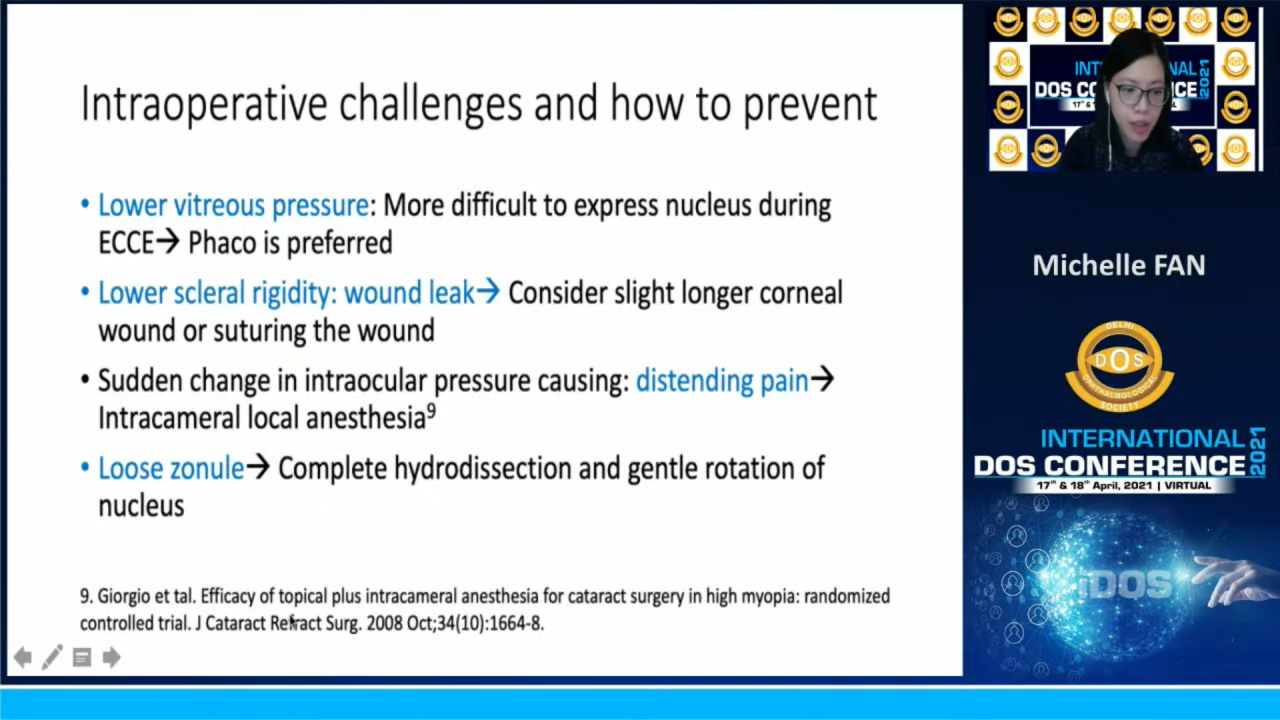 Intraoperative challenges and how to prevent
• Lower vitreous pressure: More difficult to express nucleus during
ECCE→ Phaco is preferred
• Lower scleral rigidity: wound leak→ Consider slight longer corneal
wound or suturing the wound
• Sudden change in intraocular pressure causing: distending pain→
Intracameral local anesthesia⁹
• Loose zonule→ Complete hydrodissection and gentle rotation of
nucleus
9. Giorgio et tal. Efficacy of topical plus intracameral anesthesia for cataract surgery in high myopia: randomized
controlled trial. J Cataract Refract Surg. 2008 Oct;34(10):1664-8.
INTERNATIONAL
DOS CONFERENCE
2021
Michelle FAN
DELHI
DOS
OPHTHALMOLOGICAL
SOCIETY
INTERNATIONAL
DOS CONFERENCE
2021
17th & 18th April, 2021 | VIRTUAL
iDOS